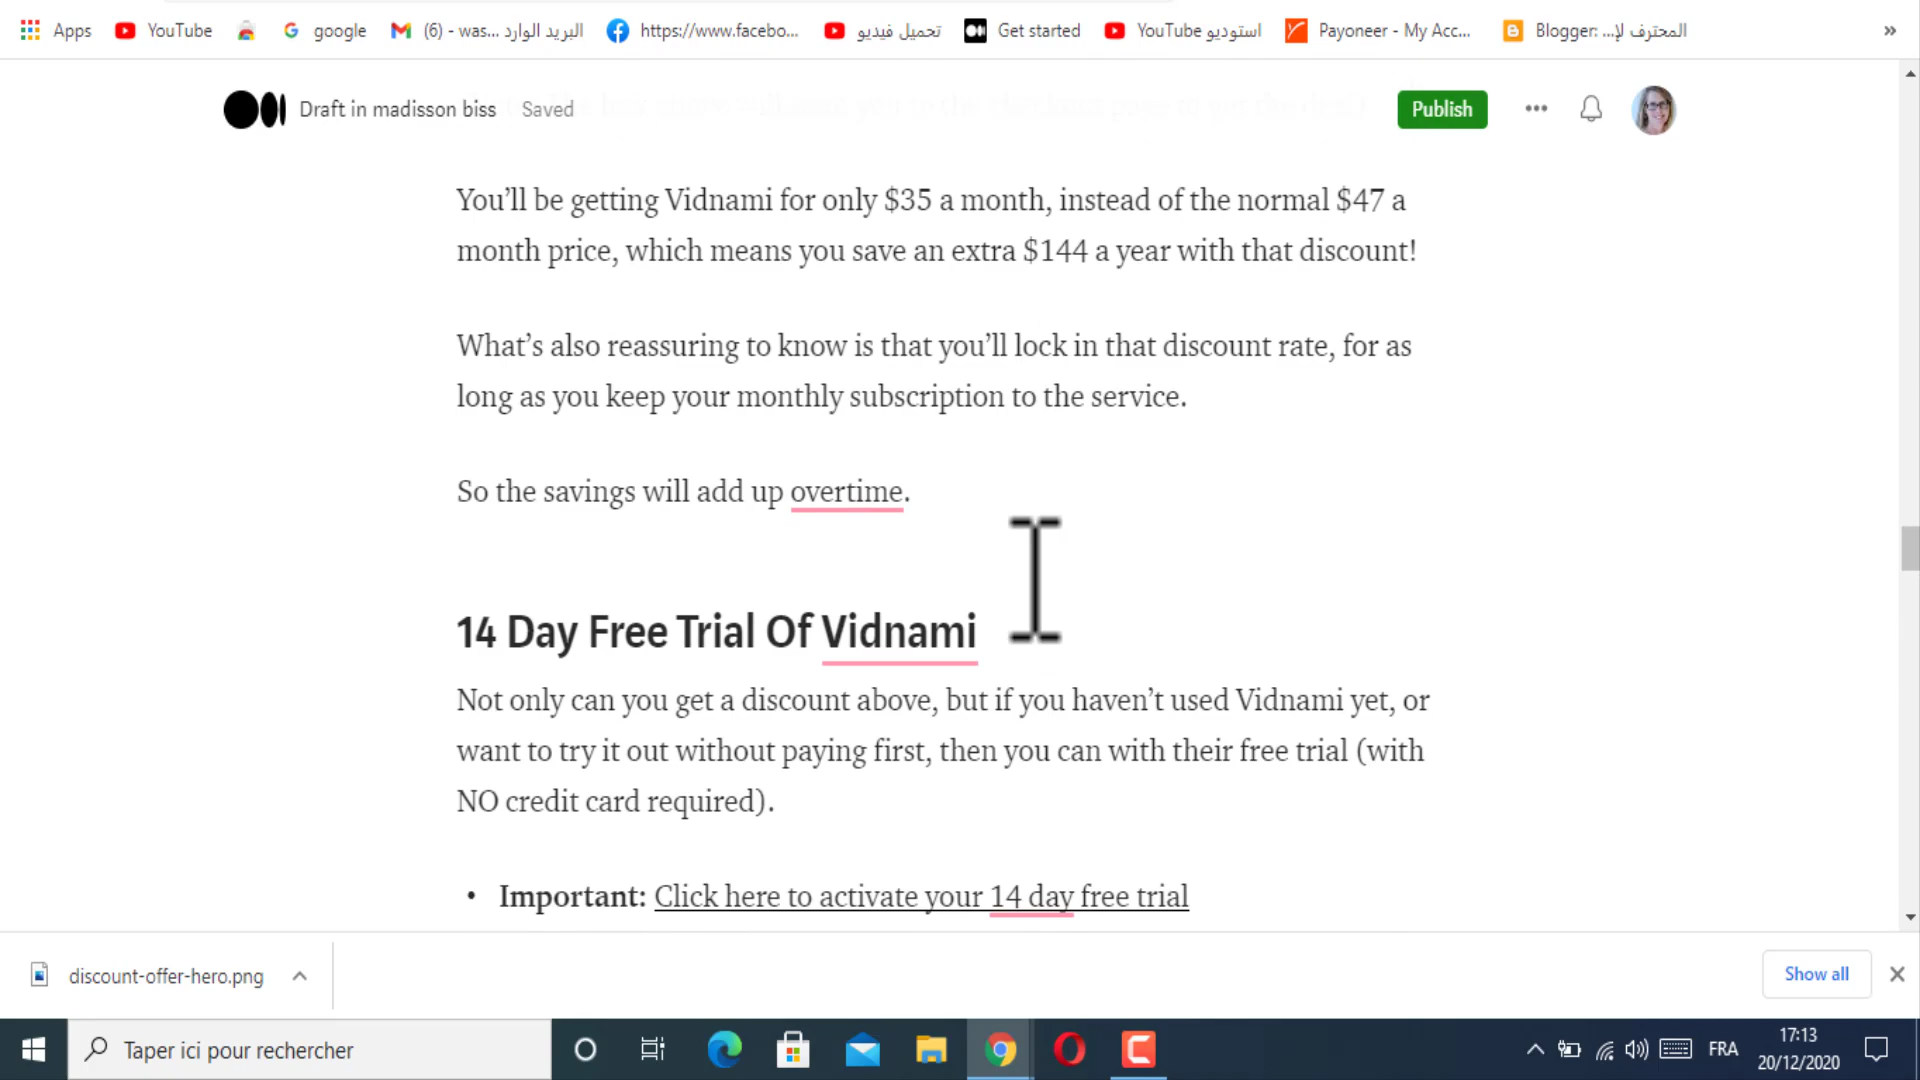 Apps YouTube google (6) - was... البريد الوارد https://www.facebo... تحميل فيديو Get started YouTube استوديو Payoneer - My Acc... Blogger: ...المحترف لإ »
Draft in madisson biss Saved Publish
You'll be getting Vidnami for only $35 a month, instead of the normal $47 a
month price, which means you save an extra $144 a year with that discount!
What's also reassuring to know is that you'll lock in that discount rate, for as
long as you keep your monthly subscription to the service.
So the savings will add up overtime.
14 Day Free Trial Of Vidnami
Not only can you get a discount above, but if you haven't used Vidnami yet, or
want to try it out without paying first, then you can with their free trial (with
NO credit card required).
• Important: Click here to activate your 14 day free trial
discount-offer-hero.png Show all
Taper ici pour rechercher FRA 17:13
20/12/2020